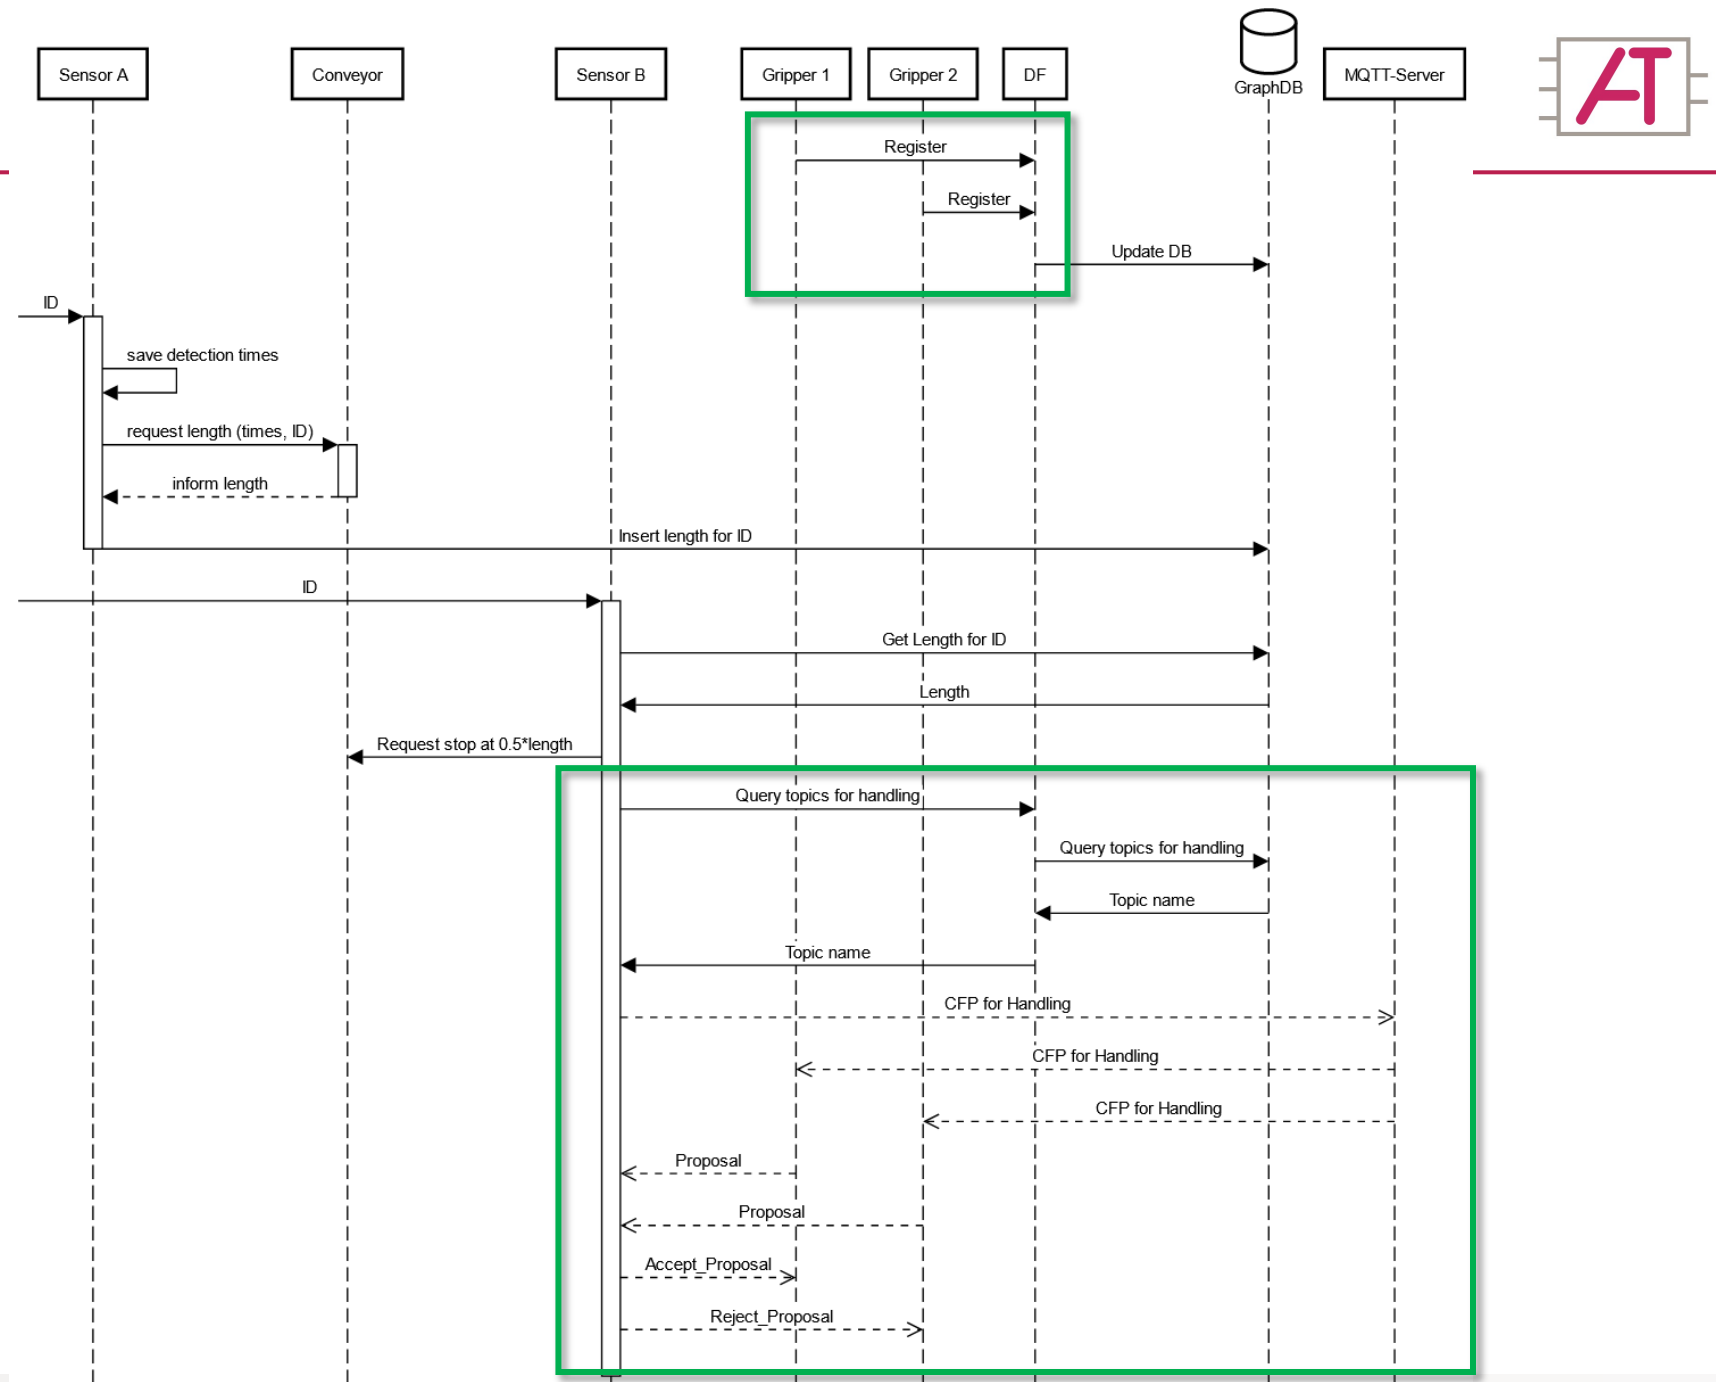 Sensor A
Conveyor
Sensor B
Gripper 1
Gripper 2
DF
GraphDB
MQTT-Server
AT
Register
Register
Update DB
ID
save detection times
request length (times, ID)
inform length
Insert length for ID
ID
Get Length for ID
Length
Request stop at 0.5*length
Query topics for handling
Query topics for handling
Topic name
Topic name
CFP for Handling
CFP for Handling
CFP for Handling
Proposal
Proposal
Accept_Proposal
Reject_Proposal